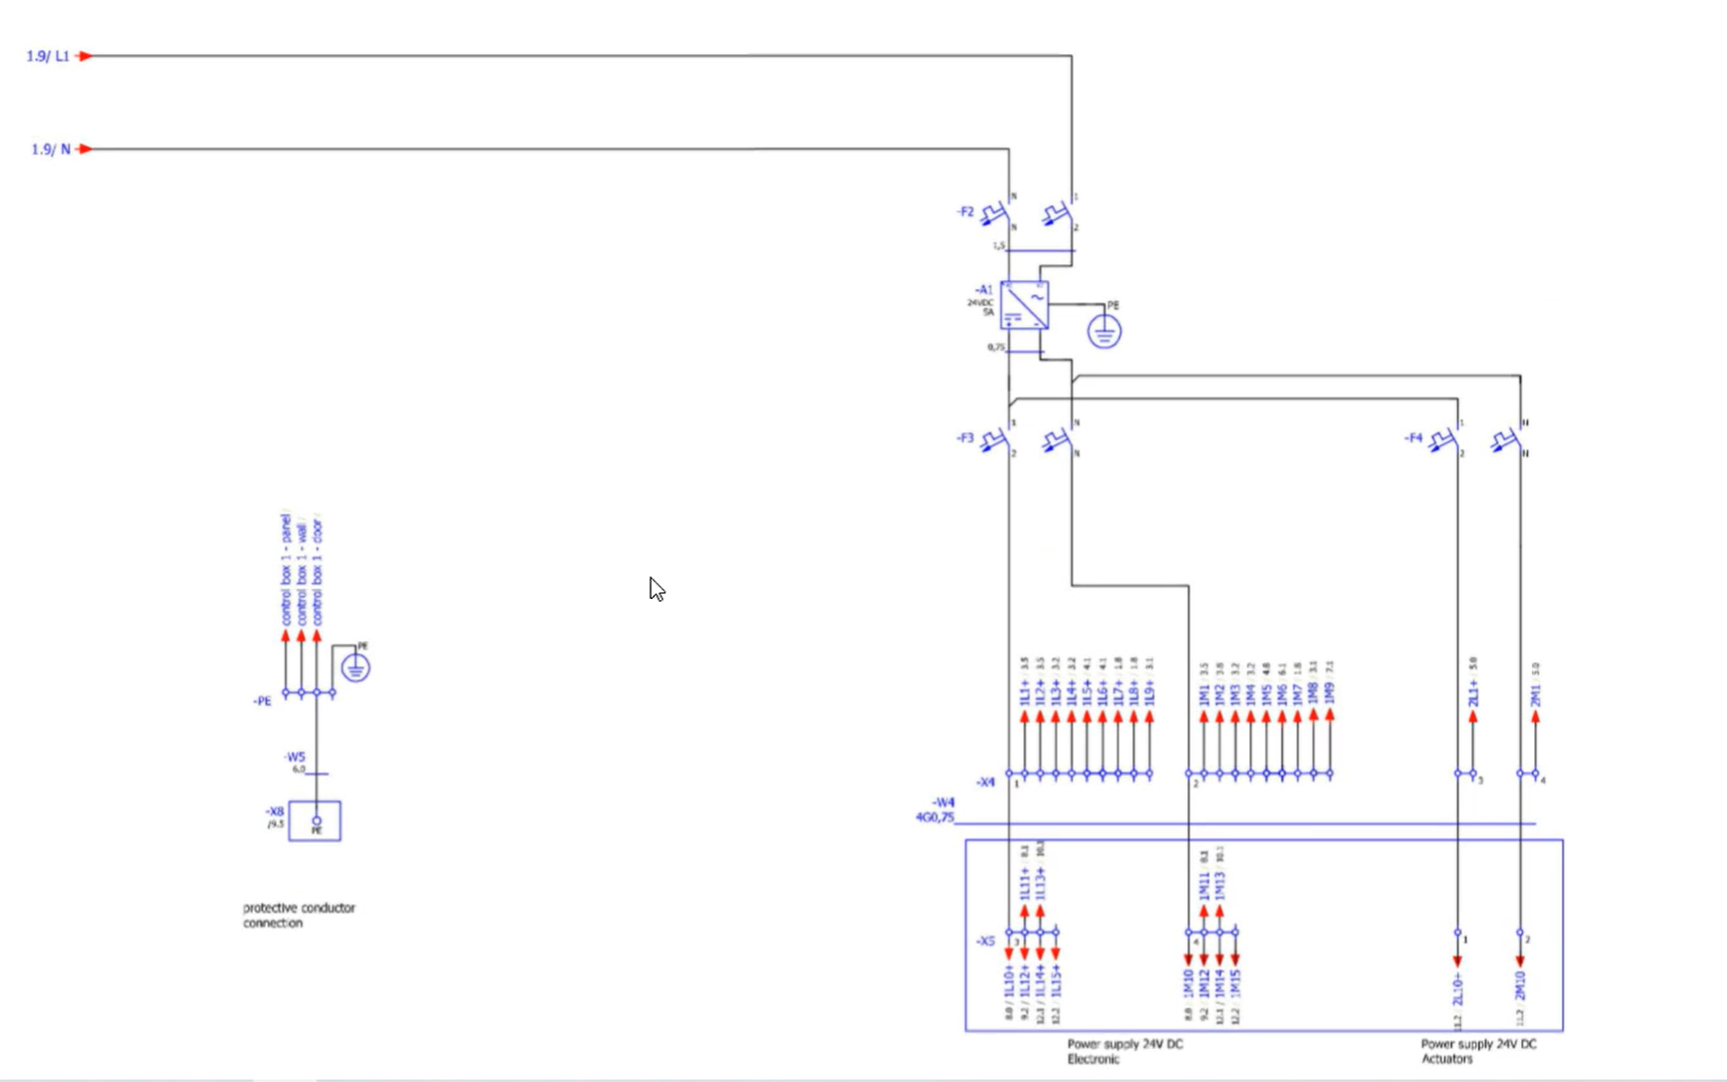 1.9/ L1
1.9/ N
-F2
N
1
N
2
1,5
-A1
24VDC
5A
PE
0,75
-F3
1
N
2
N
-F4
1
N
2
N
control box 1 - panel /
control box 1 - wall /
control box 1 - door /
PE
-PE
-W5
6,0
-X8
/9.5
PE
protective conductor
connection
1L1+ / 3.5
1L2+ / 3.5
1L3+ / 3.2
1L4+ / 3.2
1L5+ / 4.1
1L6+ / 4.1
1L7+ / 1.8
1L8+ / 1.8
1L9+ / 3.1
1M1 / 3.5
1M2 / 3.8
1M3 / 3.2
1M4 / 3.2
1M5 / 4.8
1M6 / 6.1
1M7 / 1.8
1M8 / 3.1
1M9 / 7.1
2L1+ / 5.0
2M1 / 5.0
-X4
1
2
3
4
-W4
4G0,75
1L11+ / 8.1
1L13+ / 10.1
1M11 / 8.1
1M13 / 10.1
-X5
3
4
1
2
8.0 / 1L10+
9.2 / 1L12+
12.1 / 1L14+
12.2 / 1L15+
8.0 / 1M10
9.2 / 1M12
12.1 / 1M14
12.2 / 1M15
11.2 / 2L10+
11.2 / 2M10
Power supply 24V DC
Electronic
Power supply 24V DC
Actuators